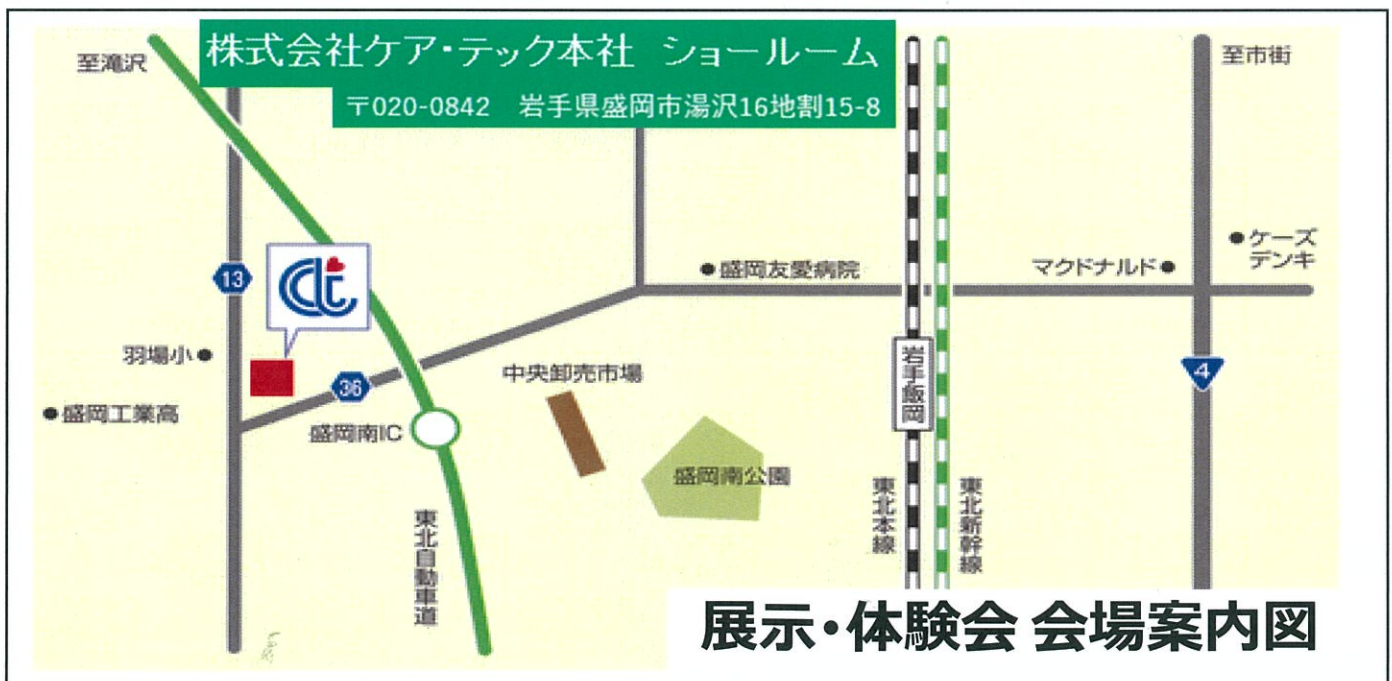 株式会社ケア・テック本社 ショールーム
〒020-0842 岩手県盛岡市湯沢16地割15-8
至滝沢
至市街
ケーズ
デンキ
マクドナルド
盛岡友愛病院
13
羽場小
36
中央卸売市場
岩手飯岡
4
盛岡工業高
盛岡南IC
盛岡南公園
東北自動車道
東北本線
東北新幹線
展示・体験会 会場案内図